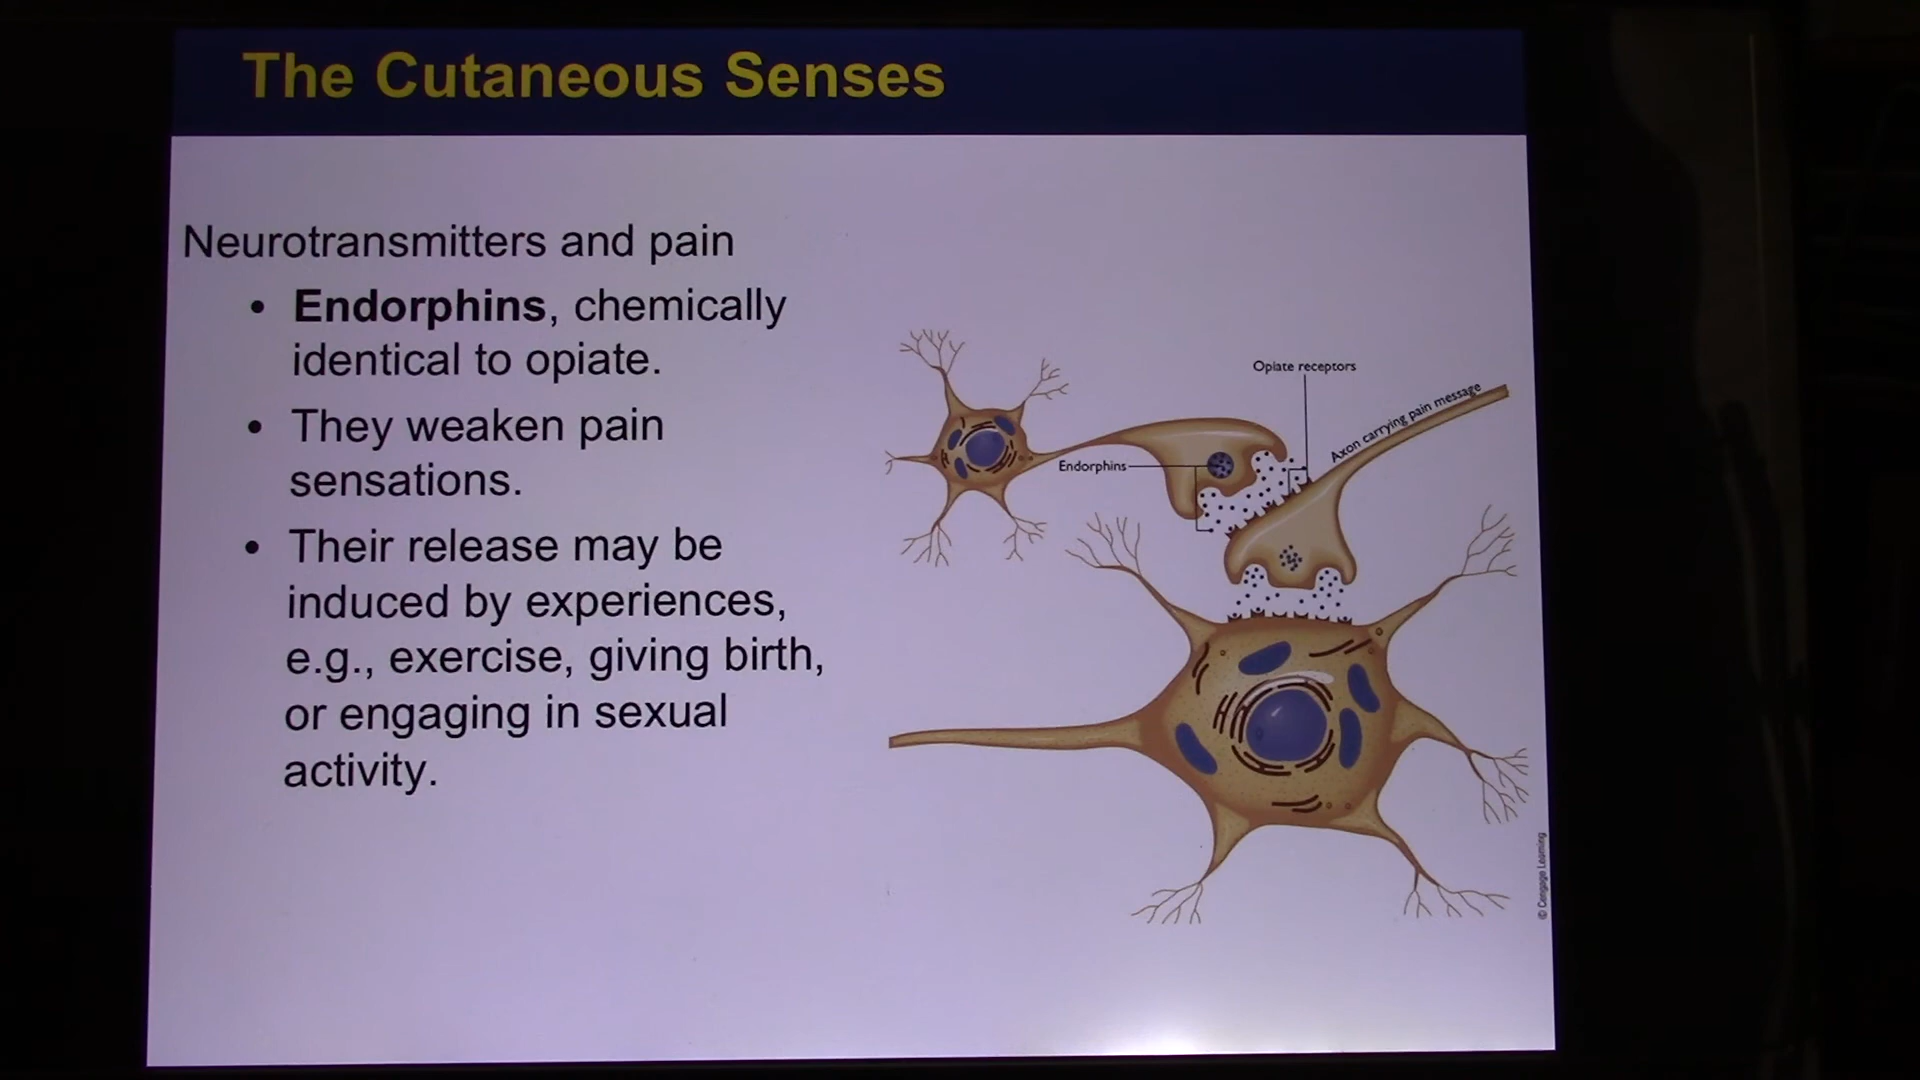 The Cutaneous Senses
Neurotransmitters and pain
• Endorphins, chemically
identical to opiate.
• They weaken pain
sensations.
• Their release may be
induced by experiences,
e.g., exercise, giving birth,
or engaging in sexual
activity.
Opiate receptors
Axon carrying pain message
Endorphins
© Cengage Learning